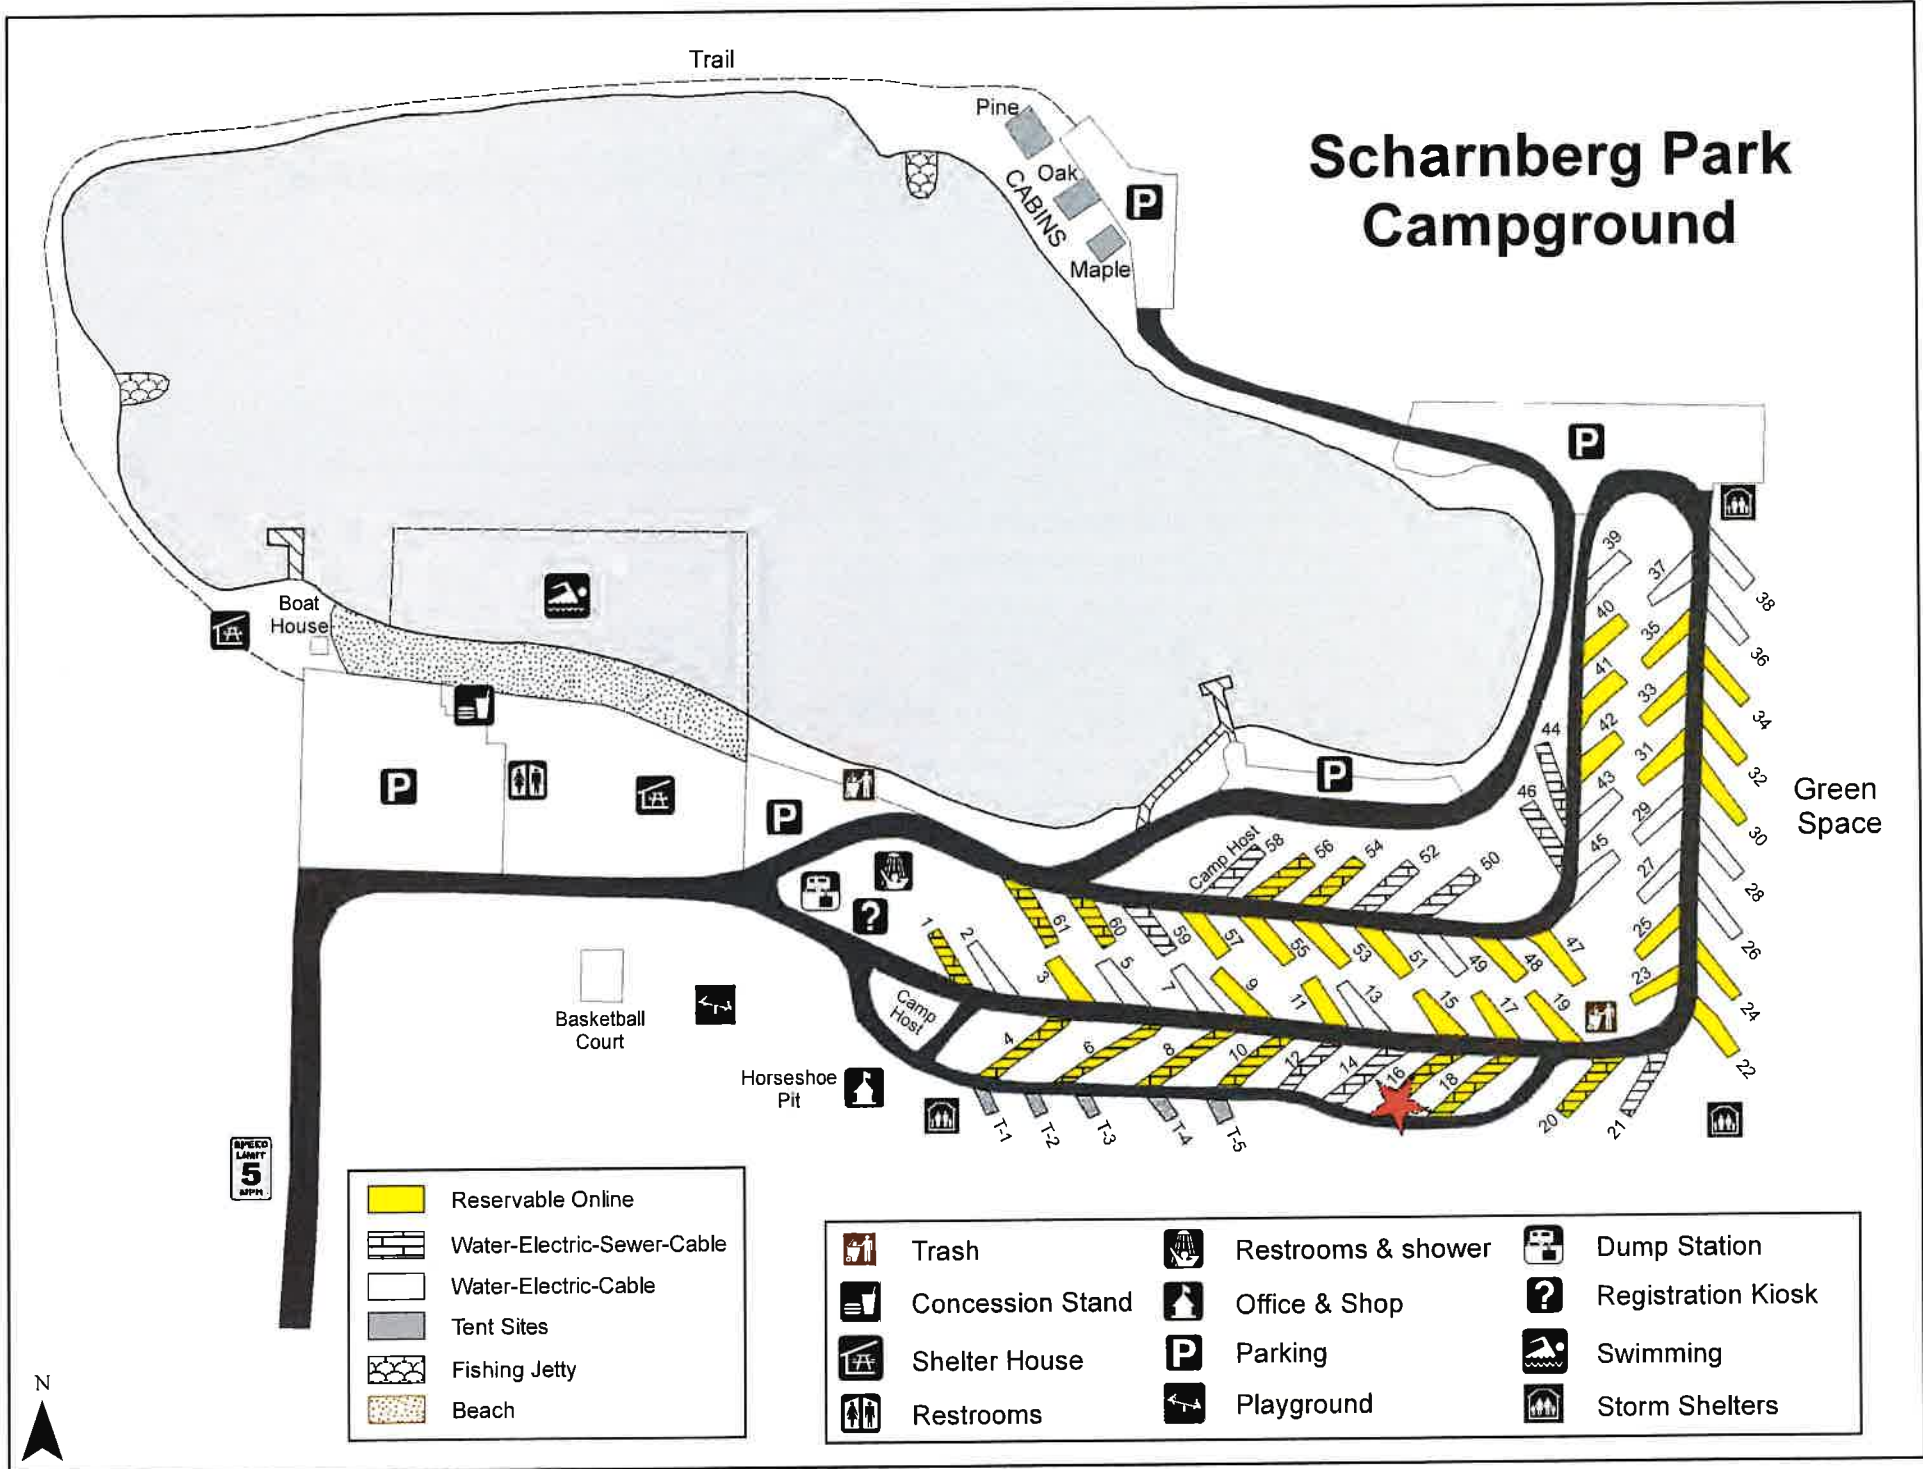 Trail
Scharnberg Park
Campground
Pine
Oak
CABINS
Maple
P
P
39
37
38
40
35
36
41
33
34
44
42
31
32
46
43
29
30
45
27
28
25
26
23
24
22
Green
Space
Boat
House
P
P
P
Camp Host
58
56
54
52
50
?
1
2
61
60
59
57
55
53
51
49
48
47
3
5
7
9
11
13
15
17
19
Camp
Host
4
6
8
10
12
14
16
18
20
21
Basketball
Court
Horseshoe
Pit
T-1
T-2
T-3
T-4
T-5
SPEED
LIMIT
5
MPH
Reservable Online
Water-Electric-Sewer-Cable
Water-Electric-Cable
Tent Sites
Fishing Jetty
Beach
Trash
Concession Stand
Shelter House
Restrooms
Restrooms & shower
Office & Shop
P Parking
Playground
Dump Station
? Registration Kiosk
Swimming
Storm Shelters
N